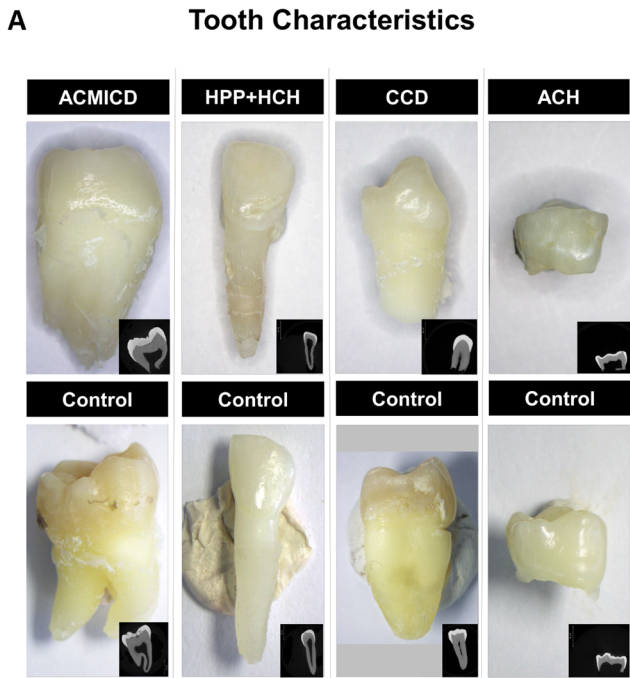 A
Tooth Characteristics
ACMICD
HPP+HCH
CCD
ACH
Control
Control
Control
Control